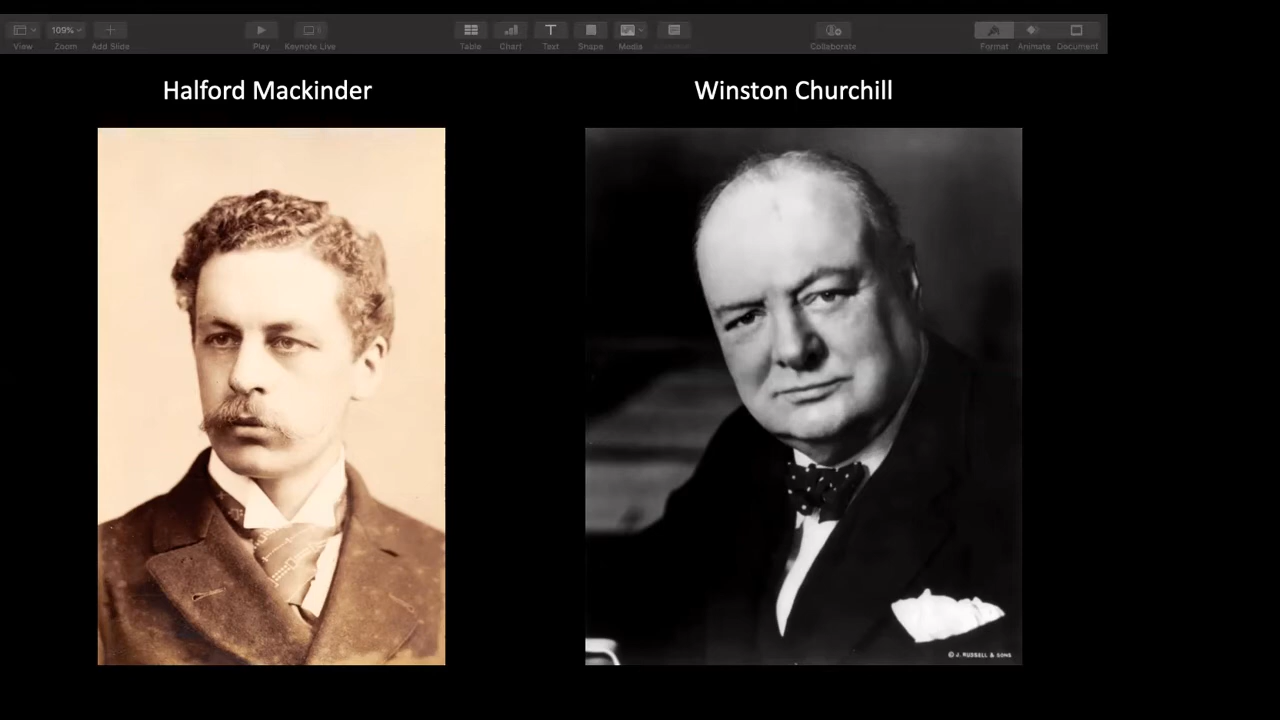 109%
View Zoom Add Slide Play Keynote Live Table Chart Text Shape Media Collaborate Format Animate Document
Halford Mackinder
Winston Churchill
© J. RUSSELL & SONS